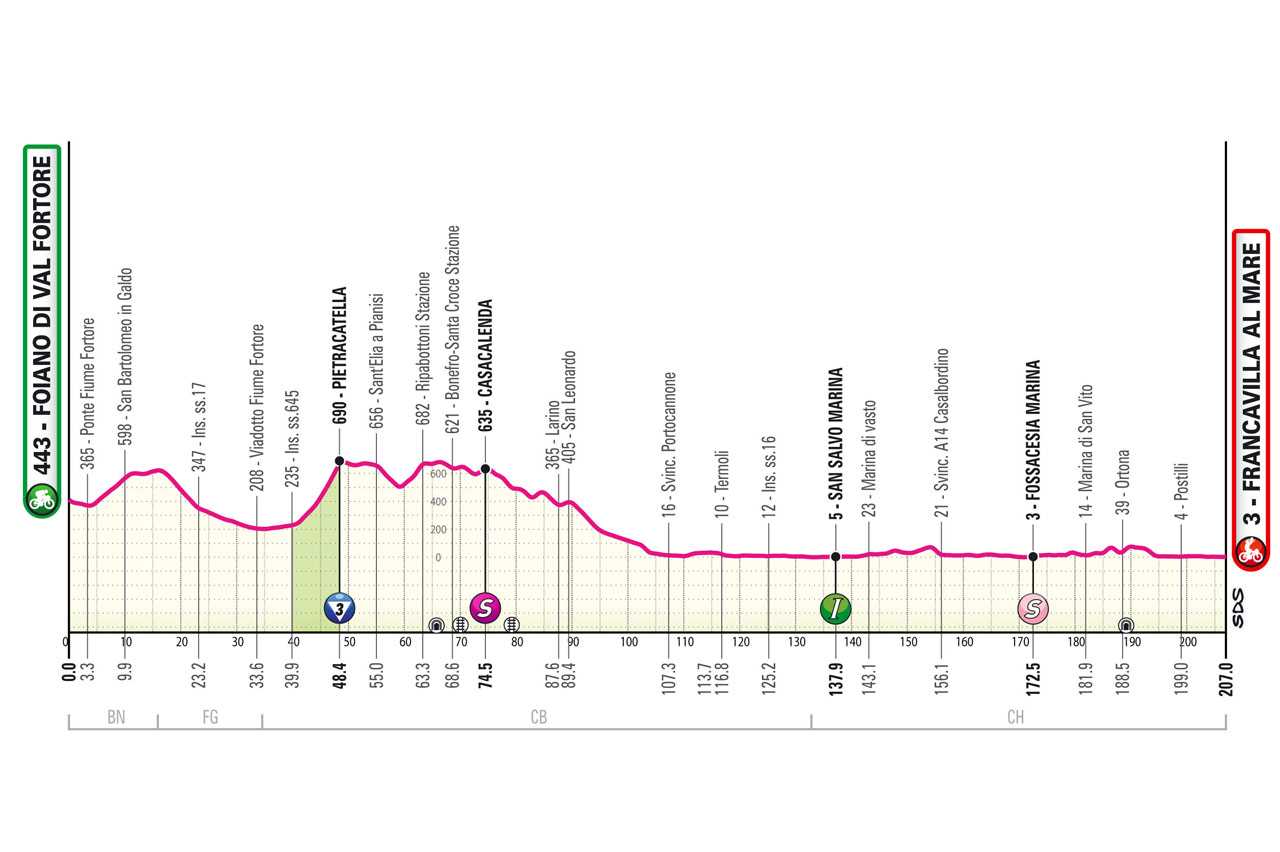 443 - FOIANO DI VAL FORTORE
365 - Ponte Fiume Fortore
598 - San Bartolomeo in Galdo
347 - Ins. ss.17
208 - Viadotto Fiume Fortore
235 - Ins. ss.645
690 - PIETRACATELLA
656 - Sant'Elia a Pianisi
682 - Ripabottoni Stazione
621 - Bonefro-Santa Croce Stazione
635 - CASACALENDA
365 - Larino
405 - San Leonardo
16 - Svinc. Portocannone
10 - Termoli
12 - Ins. ss.16
5 - SAN SALVO MARINA
23 - Marina di vasto
21 - Svinc. A14 Casalbordino
3 - FOSSACESIA MARINA
14 - Marina di San Vito
39 - Ortona
4 - Postilli
3 - FRANCAVILLA AL MARE
600
400
200
0
3
S
I
S
SDS
0 10 20 30 40 50 60 70 80 90 100 110 120 130 140 150 160 170 180 190 200
0.0 3.3 9.9 23.2 33.6 39.9 48.4 55.0 63.3 68.6 74.5 87.6 89.4 107.3 113.7 116.8 125.2 137.9 143.1 156.1 172.5 181.9 188.5 199.0 207.0
BN FG CB CH